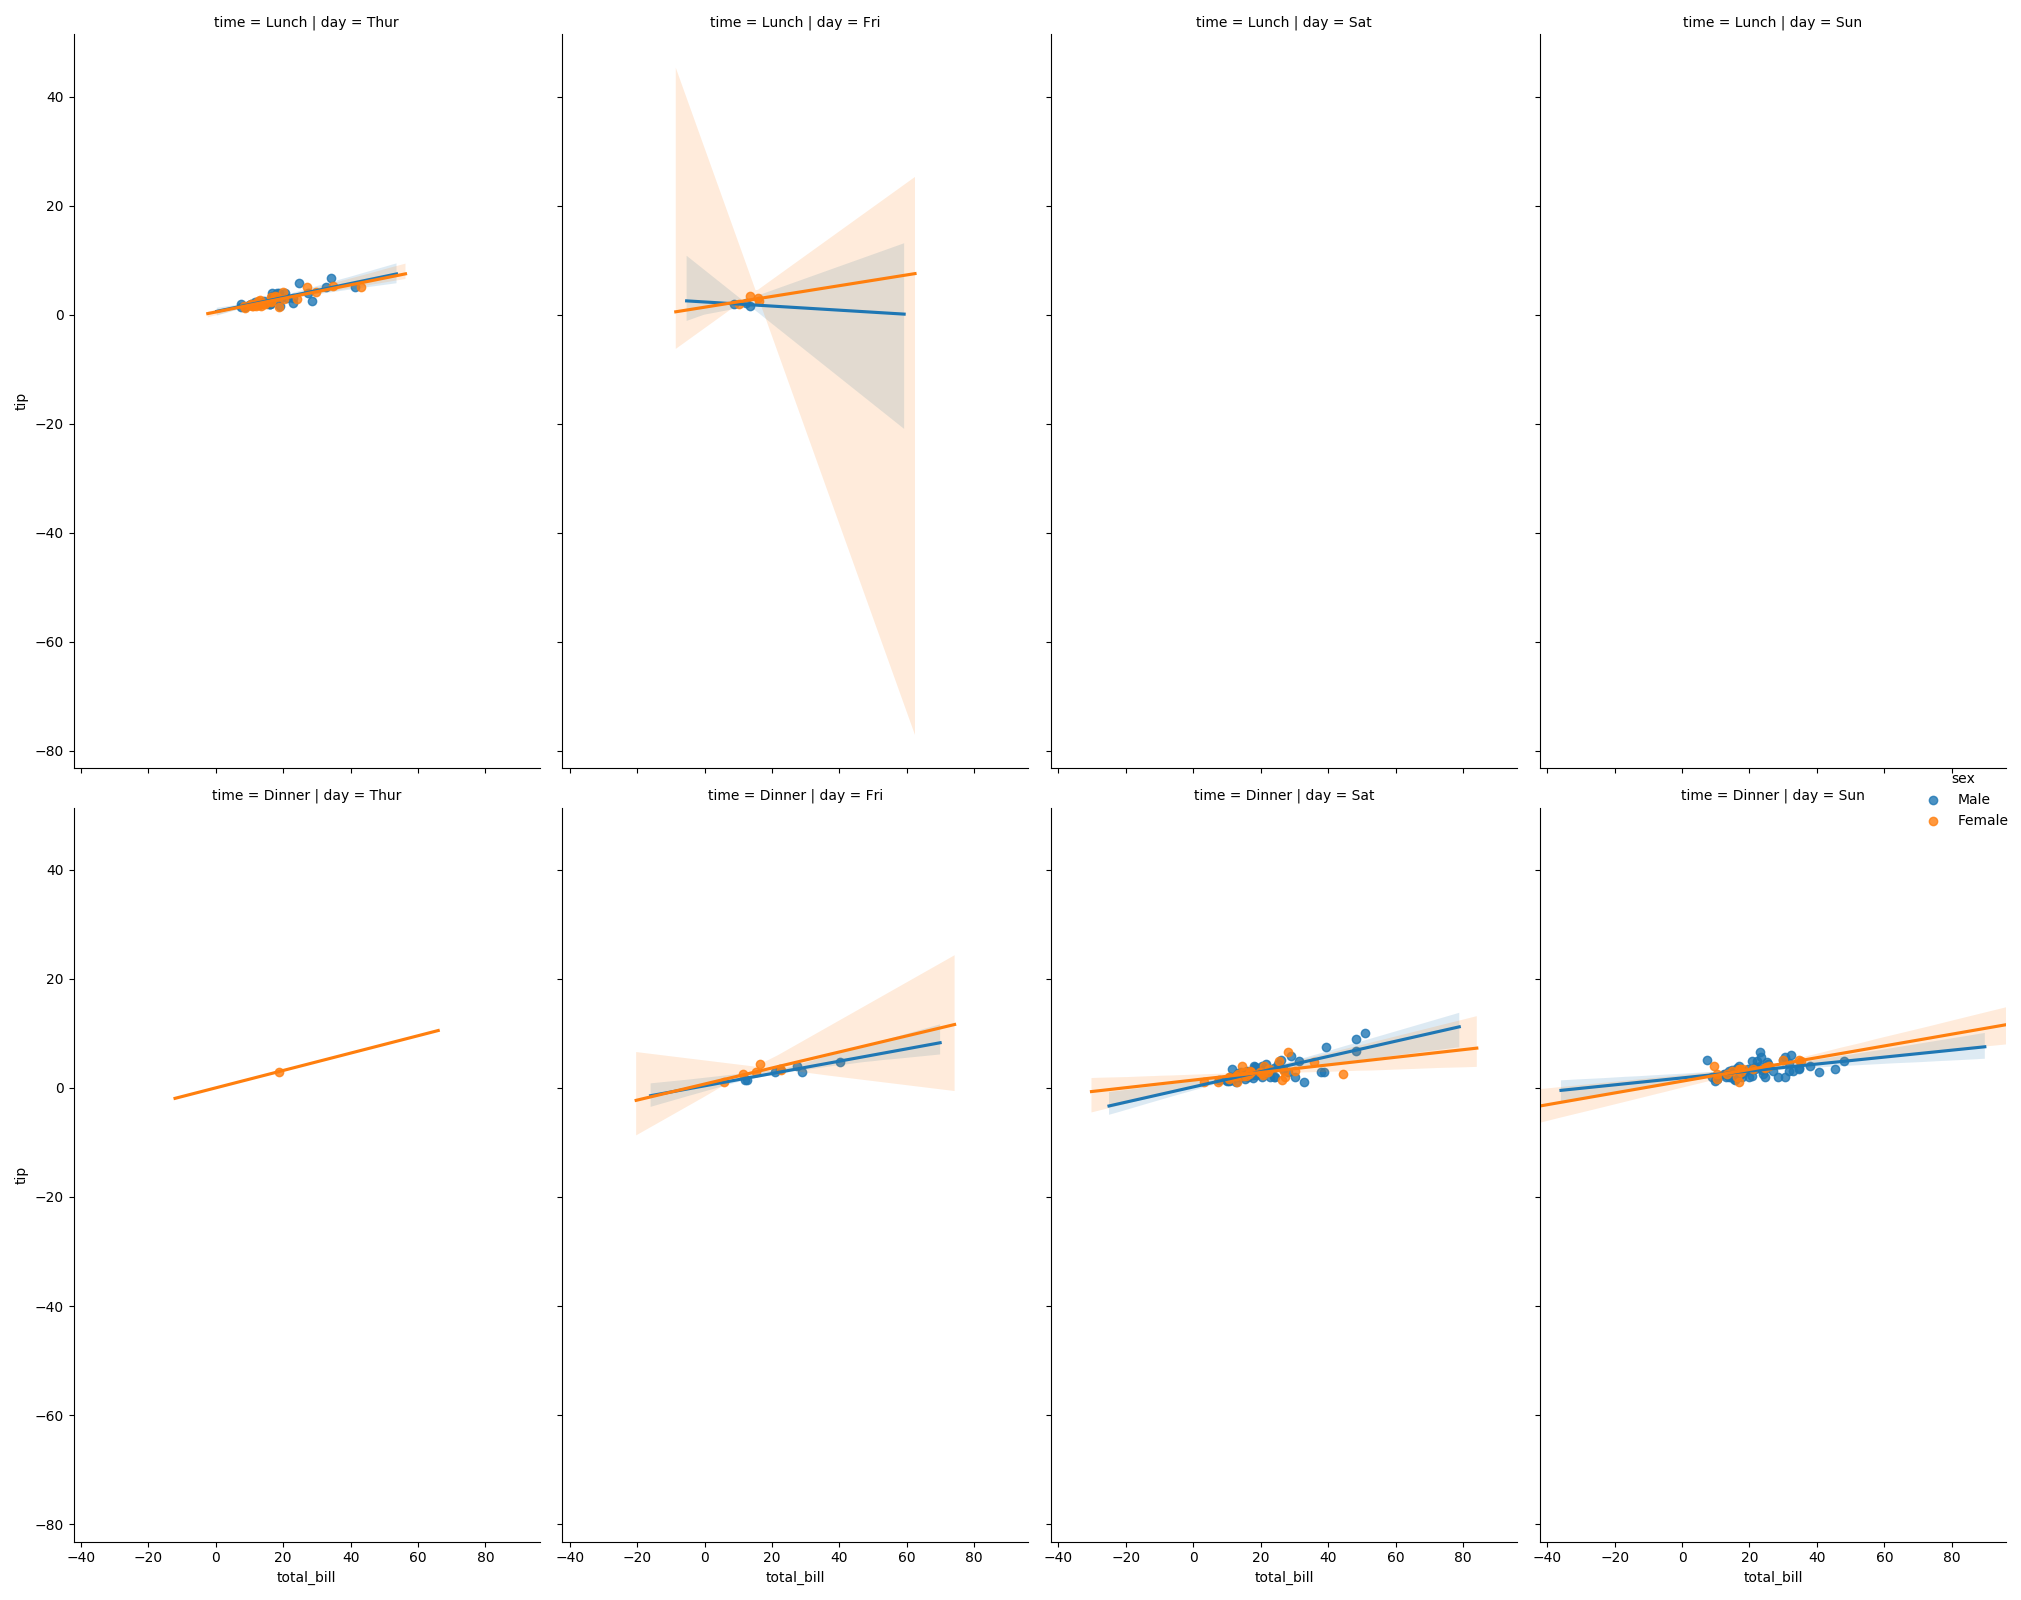 time = Lunch | day = Thur
time = Lunch | day = Fri
time = Lunch | day = Sat
time = Lunch | day = Sun
40
20
0
−20
−40
−60
−80
tip
sex
Male
Female
time = Dinner | day = Thur
time = Dinner | day = Fri
time = Dinner | day = Sat
time = Dinner | day = Sun
40
20
0
−20
−40
−60
−80
tip
−40 −20 0 20 40 60 80
−40 −20 0 20 40 60 80
−40 −20 0 20 40 60 80
−40 −20 0 20 40 60 80
total_bill
total_bill
total_bill
total_bill